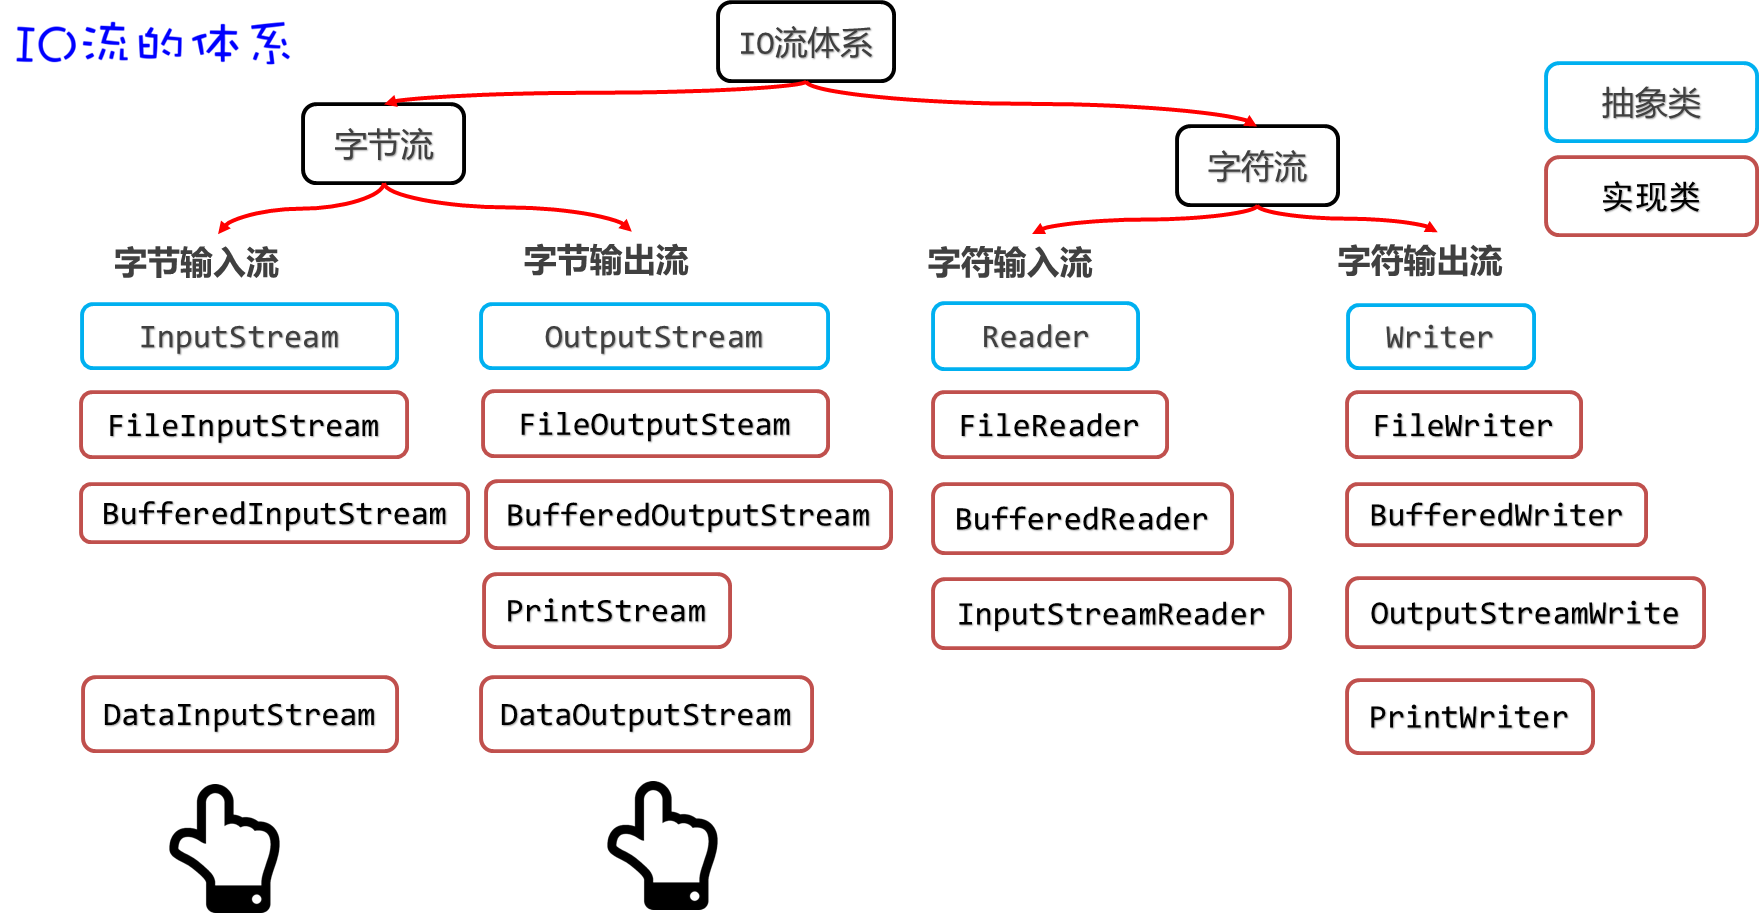 IO流的体系
IO流体系
抽象类
实现类
字节流
字符流
字节输入流
字节输出流
字符输入流
字符输出流
InputStream
OutputStream
Reader
Writer
FileInputStream
FileOutputSteam
FileReader
FileWriter
BufferedInputStream
BufferedOutputStream
BufferedReader
BufferedWriter
PrintStream
InputStreamReader
OutputStreamWrite
DataInputStream
DataOutputStream
PrintWriter